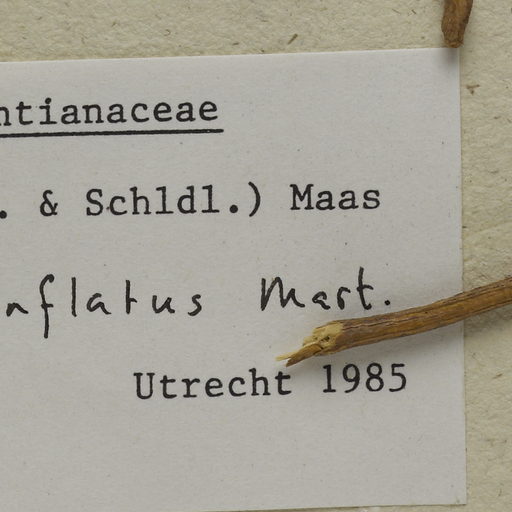 ntianaceae
. & Schldl.) Maas
nflatus Mart.
Utrecht 1985